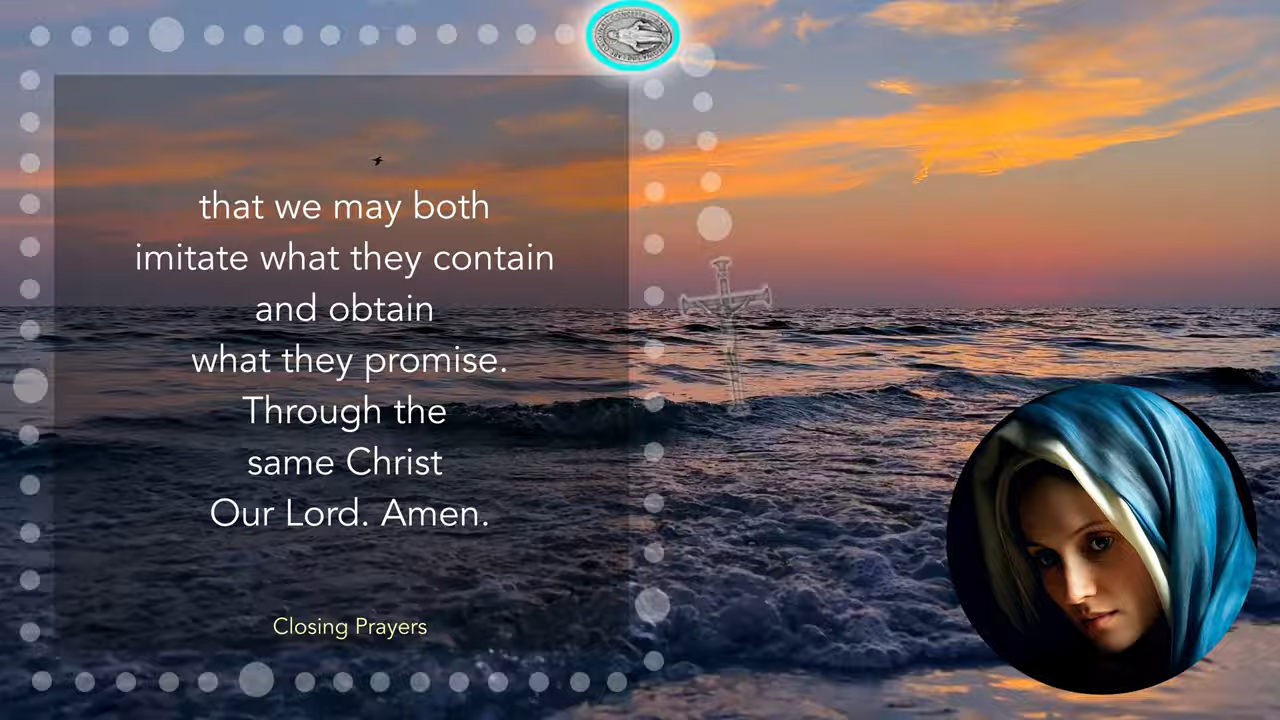 that we may both
imitate what they contain
and obtain
what they promise.
Through the
same Christ
Our Lord. Amen.
Closing Prayers